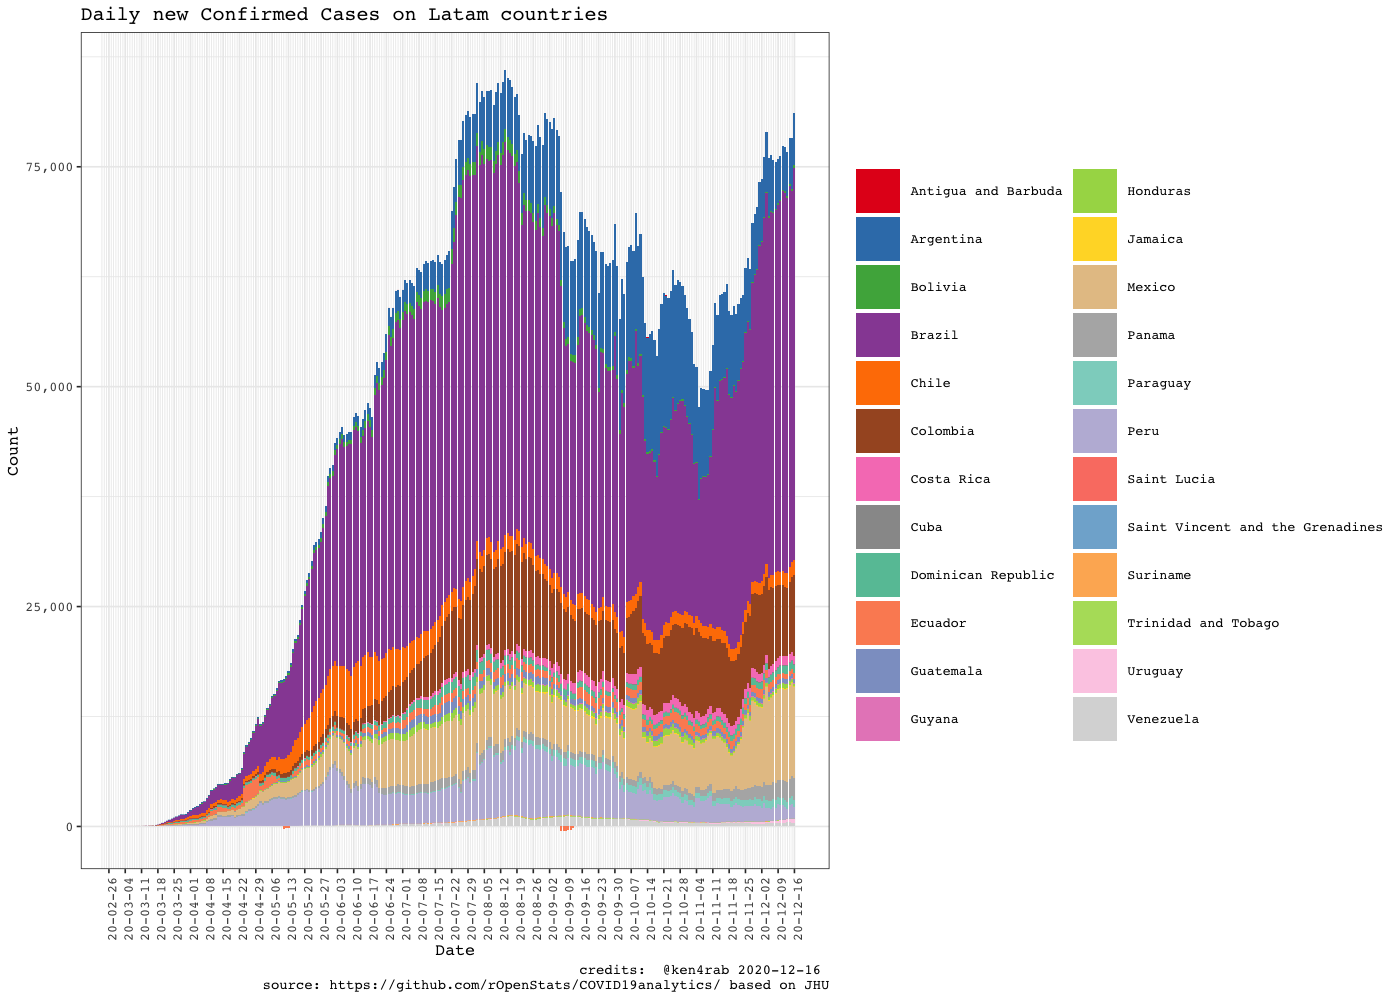 Daily new Confirmed Cases on Latam countries
Count
75,000
50,000
25,000
0
20-02-26
20-03-04
20-03-11
20-03-18
20-03-25
20-04-01
20-04-08
20-04-15
20-04-22
20-04-29
20-05-06
20-05-13
20-05-20
20-05-27
20-06-03
20-06-10
20-06-17
20-06-24
20-07-01
20-07-08
20-07-15
20-07-22
20-07-29
20-08-05
20-08-12
20-08-19
20-08-26
20-09-02
20-09-09
20-09-16
20-09-23
20-09-30
20-10-07
20-10-14
20-10-21
20-10-28
20-11-04
20-11-11
20-11-18
20-11-25
20-12-02
20-12-09
20-12-16
Date
Antigua and Barbuda
Argentina
Bolivia
Brazil
Chile
Colombia
Costa Rica
Cuba
Dominican Republic
Ecuador
Guatemala
Guyana
Honduras
Jamaica
Mexico
Panama
Paraguay
Peru
Saint Lucia
Saint Vincent and the Grenadines
Suriname
Trinidad and Tobago
Uruguay
Venezuela
credits:  @ken4rab 2020-12-16
source: https://github.com/rOpenStats/COVID19analytics/ based on JHU